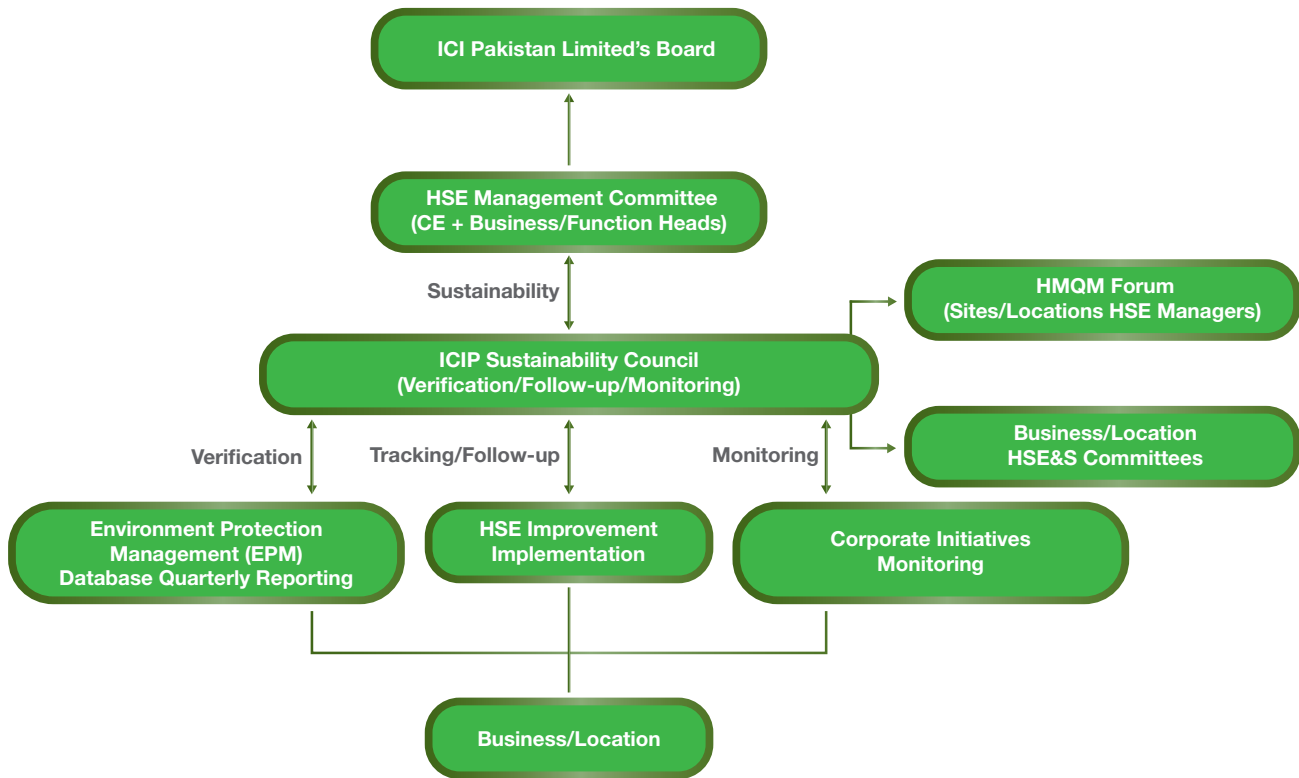 ICI Pakistan Limited's Board
HSE Management Committee
(CE + Business/Function Heads)
Sustainability
HMQM Forum
(Sites/Locations HSE Managers)
ICIP Sustainability Council
(Verification/Follow-up/Monitoring)
Business/Location
HSE&S Committees
Verification
Tracking/Follow-up
Monitoring
Environment Protection
Management (EPM)
Database Quarterly Reporting
HSE Improvement
Implementation
Corporate Initiatives
Monitoring
Business/Location